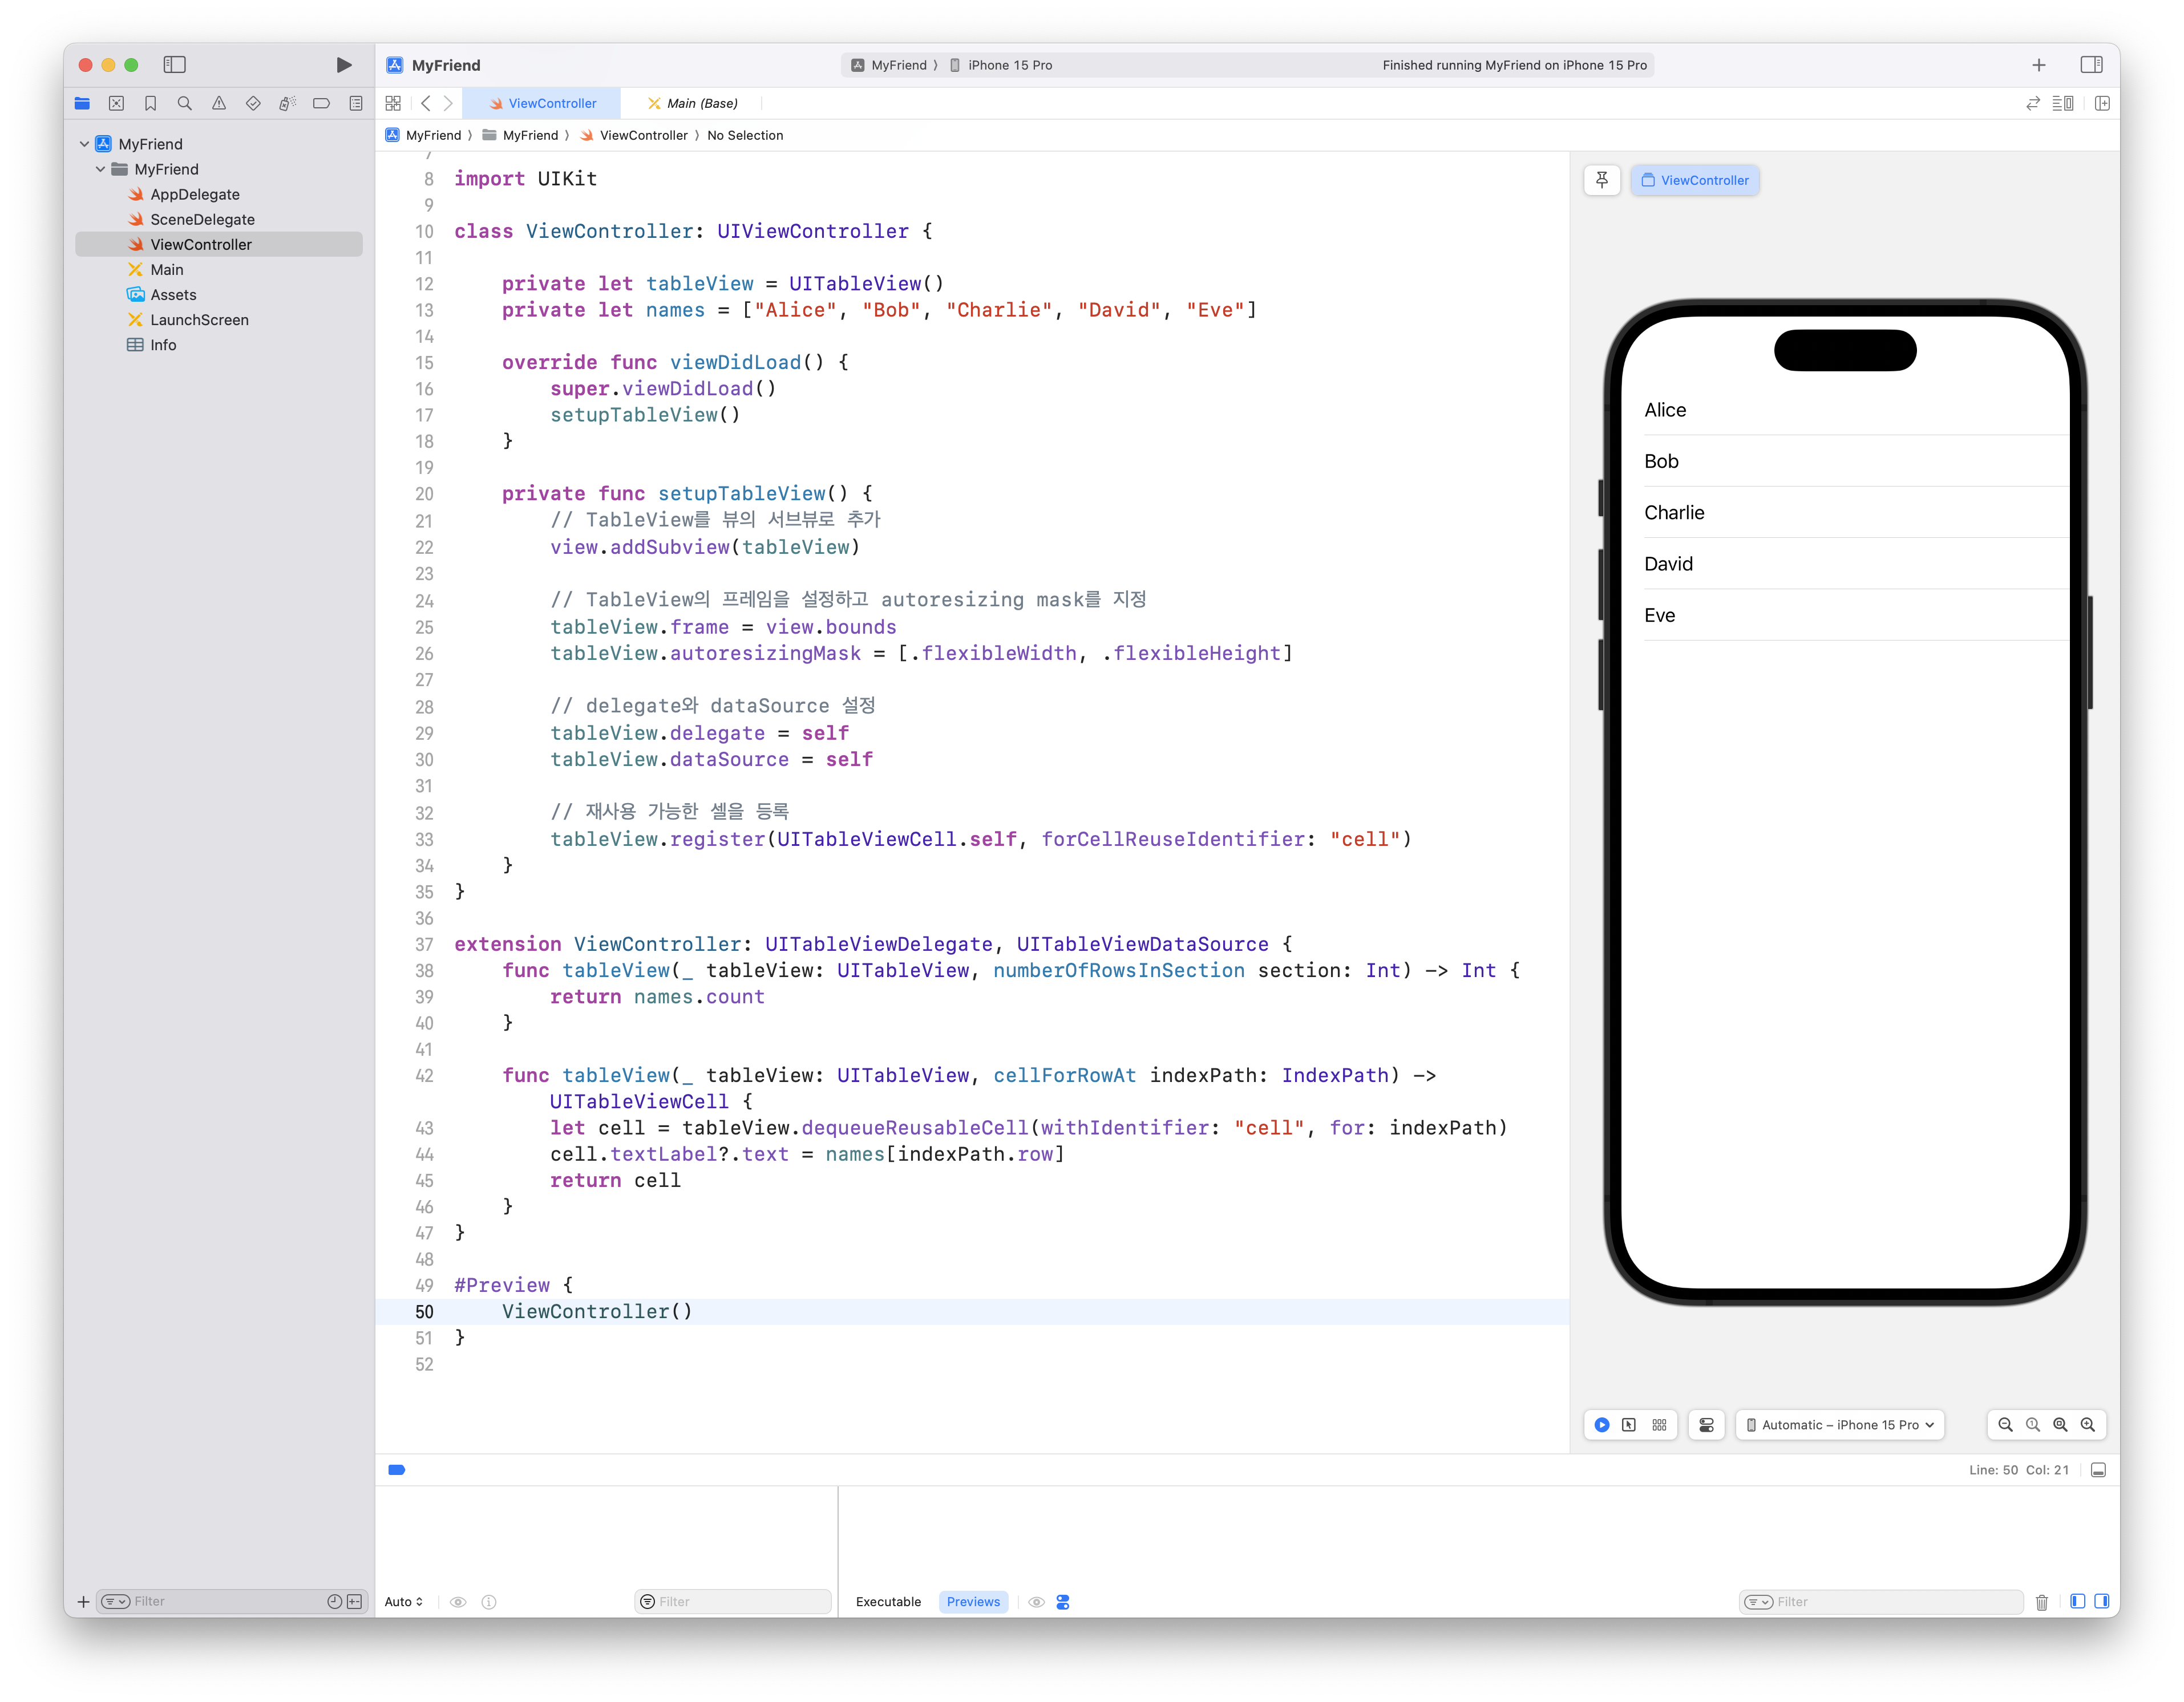 MyFriend
MyFriend
iPhone 15 Pro
Finished running MyFriend on iPhone 15 Pro
ViewController
Main (Base)
MyFriend
MyFriend
ViewController
No Selection
MyFriend
MyFriend
AppDelegate
SceneDelegate
ViewController
Main
Assets
LaunchScreen
Info
7
8 import UIKit
9
10 class ViewController: UIViewController {
11
12 private let tableView = UITableView()
13 private let names = ["Alice", "Bob", "Charlie", "David", "Eve"]
14
15 override func viewDidLoad() {
16 super.viewDidLoad()
17 setupTableView()
18 }
19
20 private func setupTableView() {
21 // TableView를 뷰의 서브뷰로 추가
22 view.addSubview(tableView)
23
24 // TableView의 프레임을 설정하고 autoresizing mask를 지정
25 tableView.frame = view.bounds
26 tableView.autoresizingMask = [.flexibleWidth, .flexibleHeight]
27
28 // delegate와 dataSource 설정
29 tableView.delegate = self
30 tableView.dataSource = self
31
32 // 재사용 가능한 셀을 등록
33 tableView.register(UITableViewCell.self, forCellReuseIdentifier: "cell")
34 }
35 }
36
37 extension ViewController: UITableViewDelegate, UITableViewDataSource {
38 func tableView(_ tableView: UITableView, numberOfRowsInSection section: Int) -> Int {
39 return names.count
40 }
41
42 func tableView(_ tableView: UITableView, cellForRowAt indexPath: IndexPath) ->
UITableViewCell {
43 let cell = tableView.dequeueReusableCell(withIdentifier: "cell", for: indexPath)
44 cell.textLabel?.text = names[indexPath.row]
45 return cell
46 }
47 }
48
49 #Preview {
50 ViewController()
51 }
52
ViewController
Alice
Bob
Charlie
David
Eve
Automatic – iPhone 15 Pro
Line: 50 Col: 21
Filter
Auto
Filter
Executable
Previews
Filter